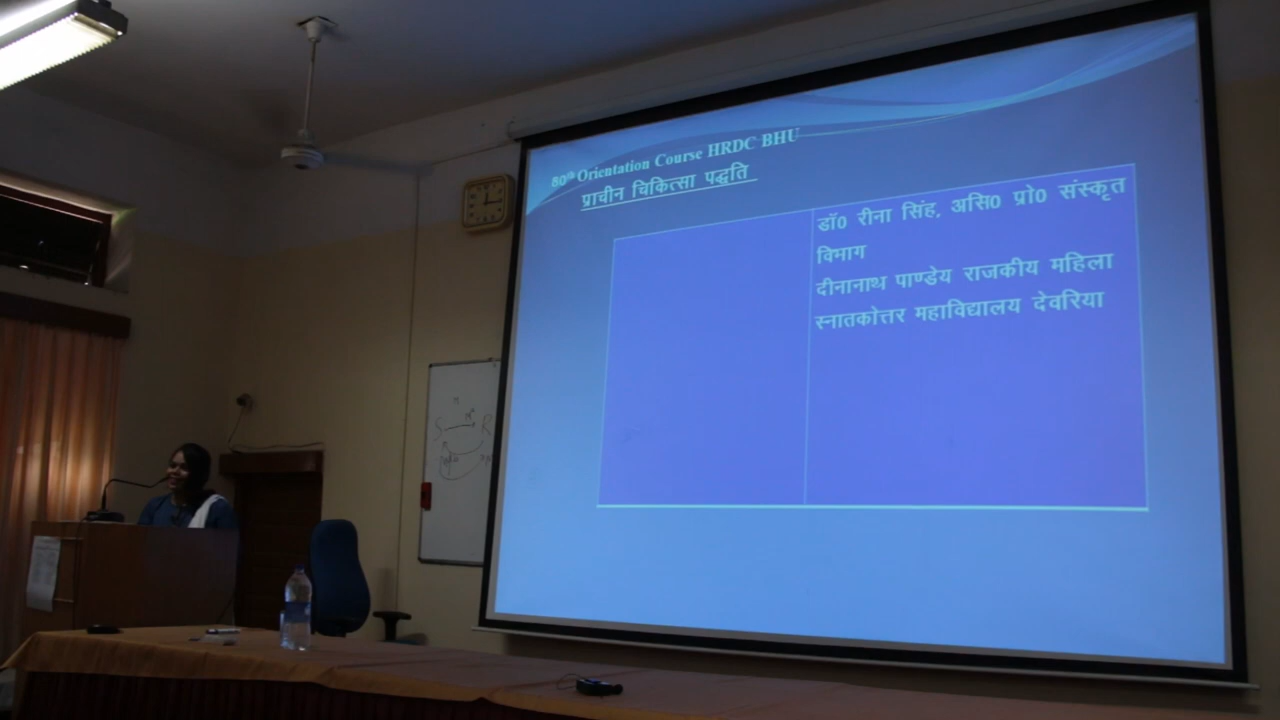 80th Orientation Course HRDC BHU
प्राचीन चिकित्सा पद्धति
डॉ0 रीना सिंह, असि0 प्रो0 संस्कृत
विभाग
दीनानाथ पाण्डेय राजकीय महिला
स्नातकोत्तर महाविद्यालय देवरिया